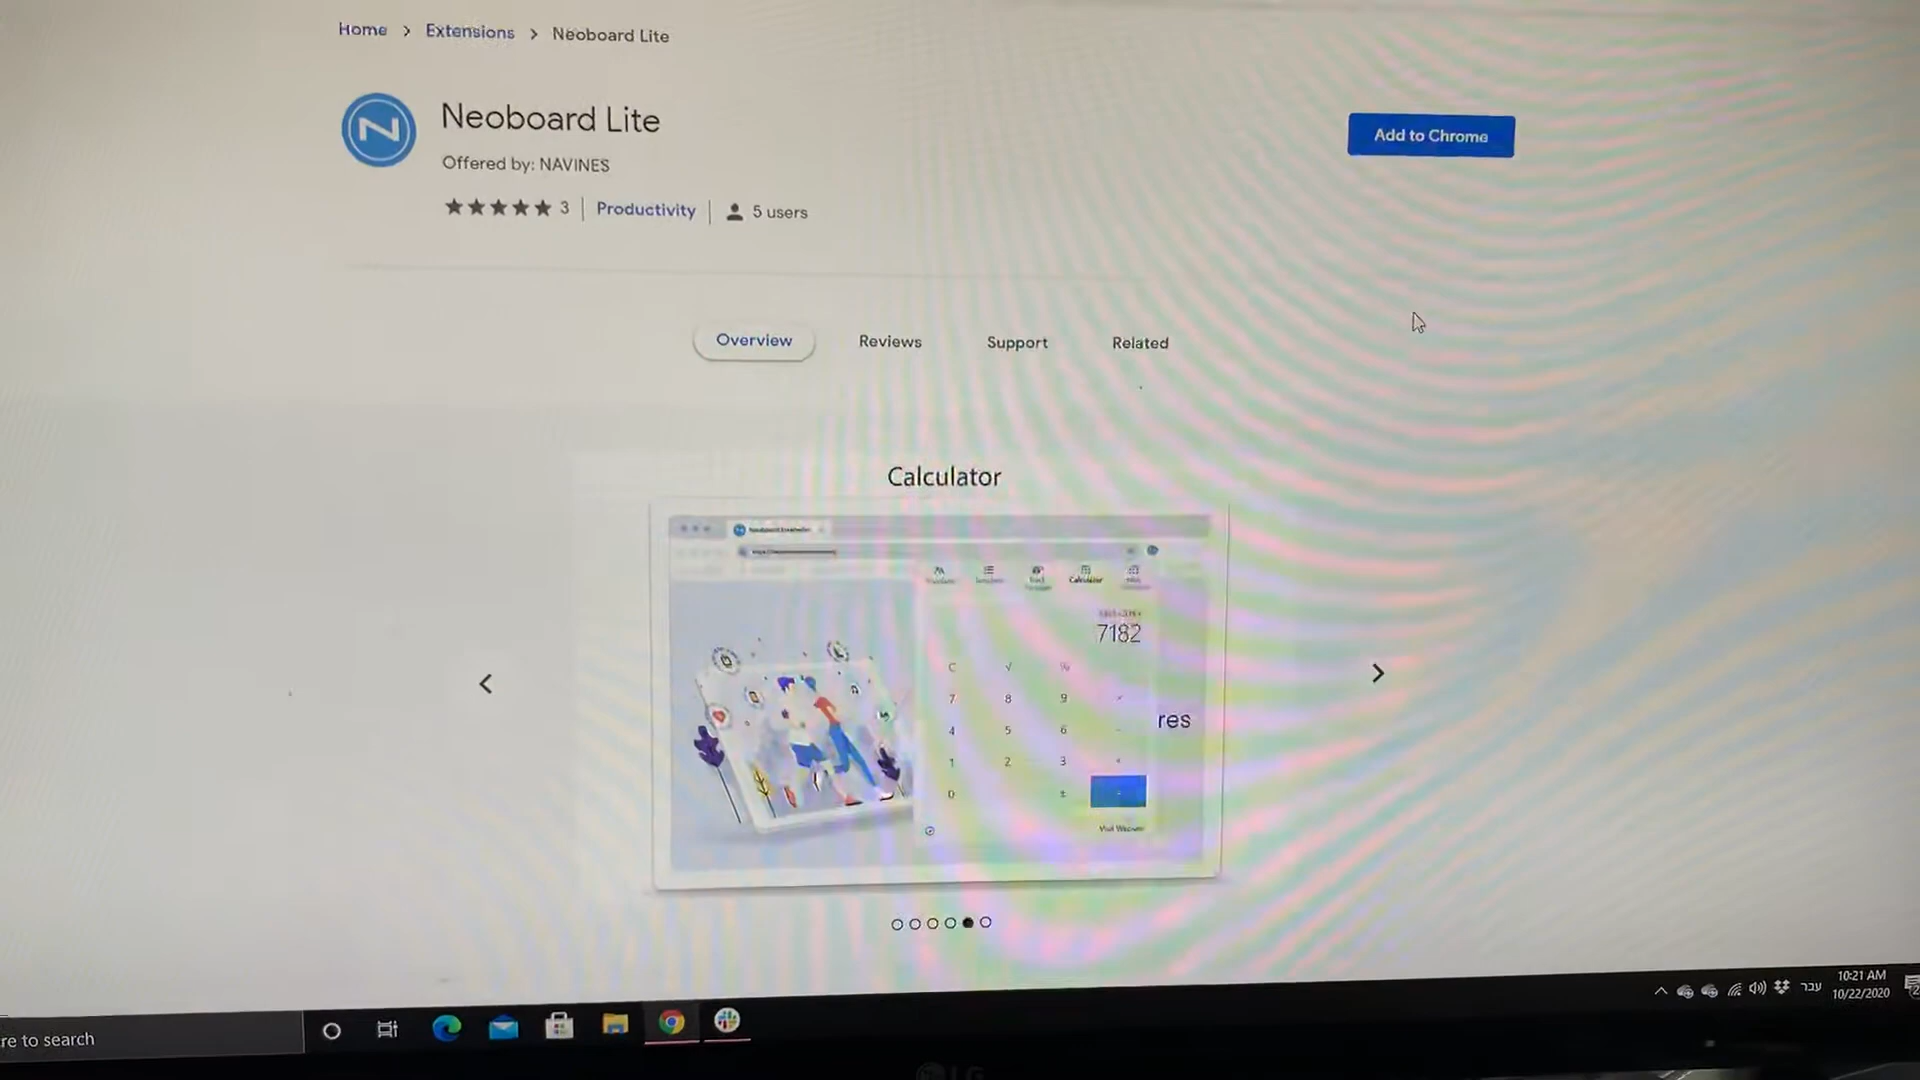 Home > Extensions > Neoboard Lite
Neoboard Lite
Offered by: NAVINES
3 | Productivity | 5 users
Add to Chrome
Overview Reviews Support Related
Calculator
Calculator
7182
C √ %
7 8 9 ×
4 5 6 -
1 2 3
0 ±
res
10:21 AM
עבר
10/22/2020
re to search
LG